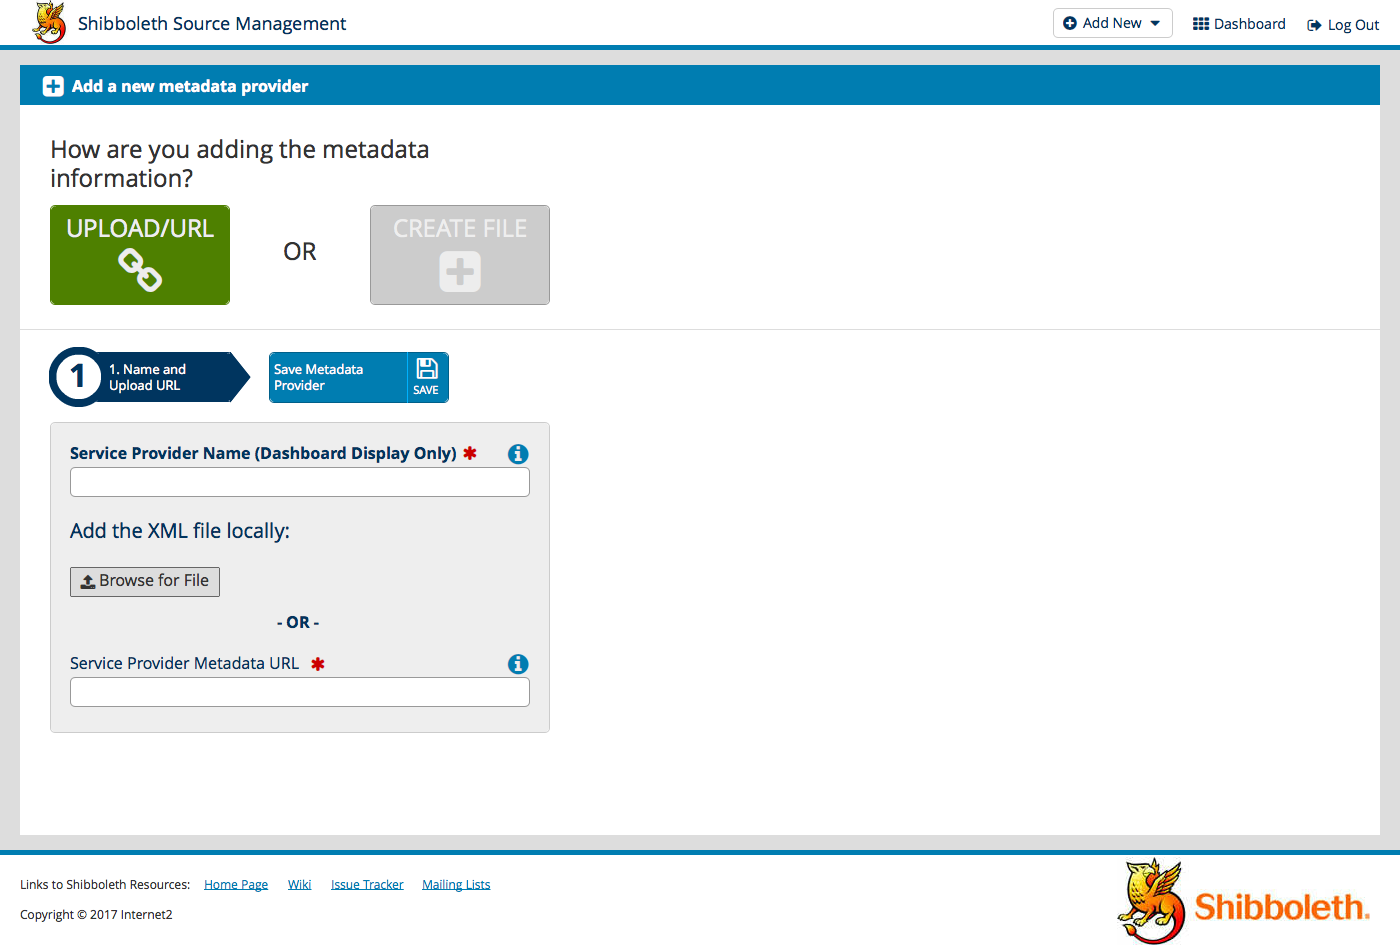 Shibboleth Source Management
Add New
Dashboard
Log Out
Add a new metadata provider
How are you adding the metadata
information?
UPLOAD/URL
OR
CREATE FILE
1
1. Name and
Upload URL
Save Metadata
Provider
SAVE
Service Provider Name (Dashboard Display Only) *
Add the XML file locally:
Browse for File
- OR -
Service Provider Metadata URL *
Links to Shibboleth Resources: Home Page Wiki Issue Tracker Mailing Lists
Copyright © 2017 Internet2
Shibboleth.